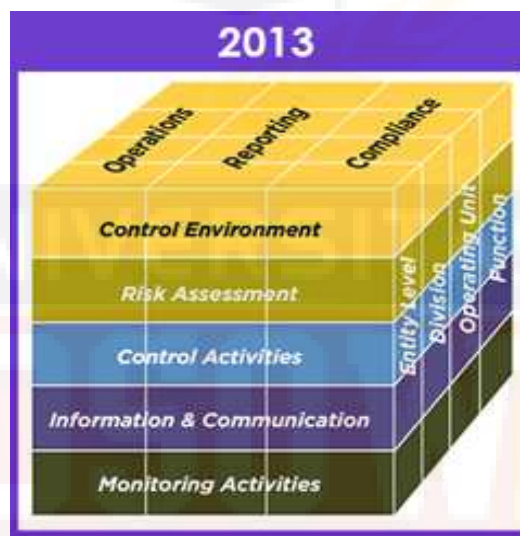 2013
Operations
Reporting
Compliance
Control Environment
Risk Assessment
Control Activities
Information & Communication
Monitoring Activities
Entity Level
Division
Operating Unit
Function